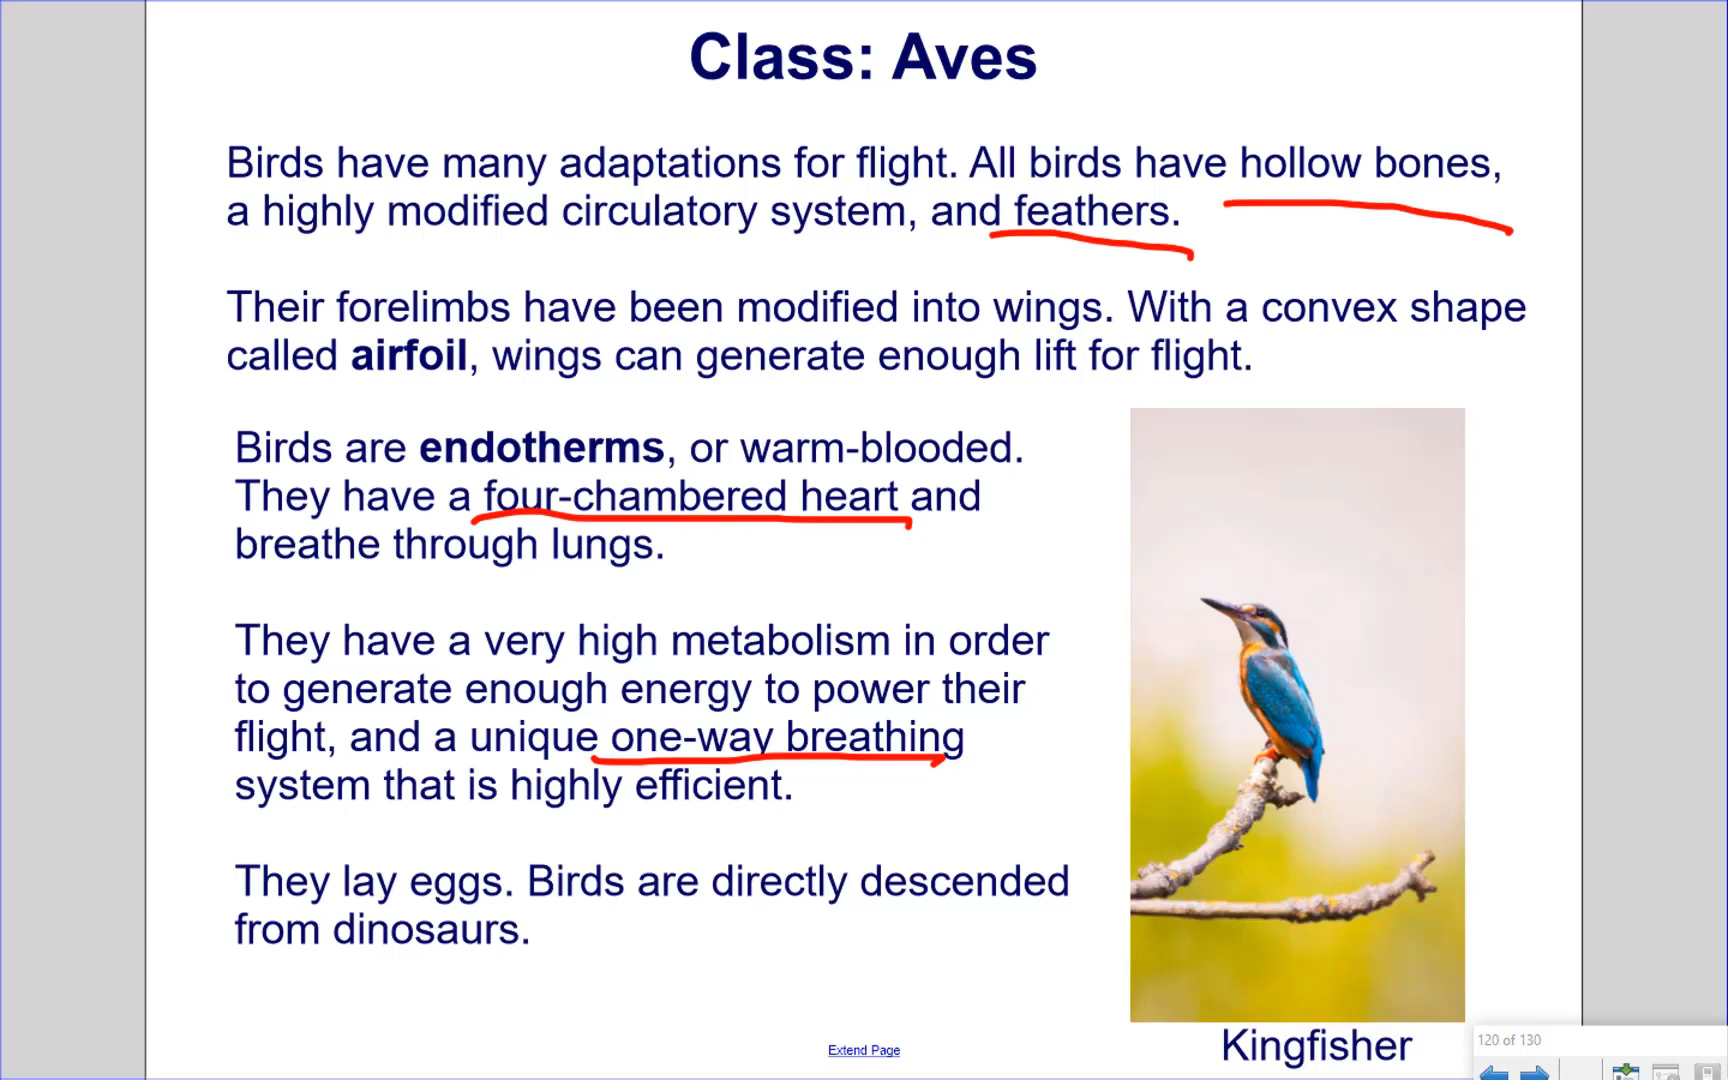 Class: Aves
Birds have many adaptations for flight. All birds have hollow bones,
a highly modified circulatory system, and feathers.
Their forelimbs have been modified into wings. With a convex shape
called airfoil, wings can generate enough lift for flight.
Birds are endotherms, or warm-blooded.
They have a four-chambered heart and
breathe through lungs.
They have a very high metabolism in order
to generate enough energy to power their
flight, and a unique one-way breathing
system that is highly efficient.
They lay eggs. Birds are directly descended
from dinosaurs.
Kingfisher
Extend Page
120 of 130